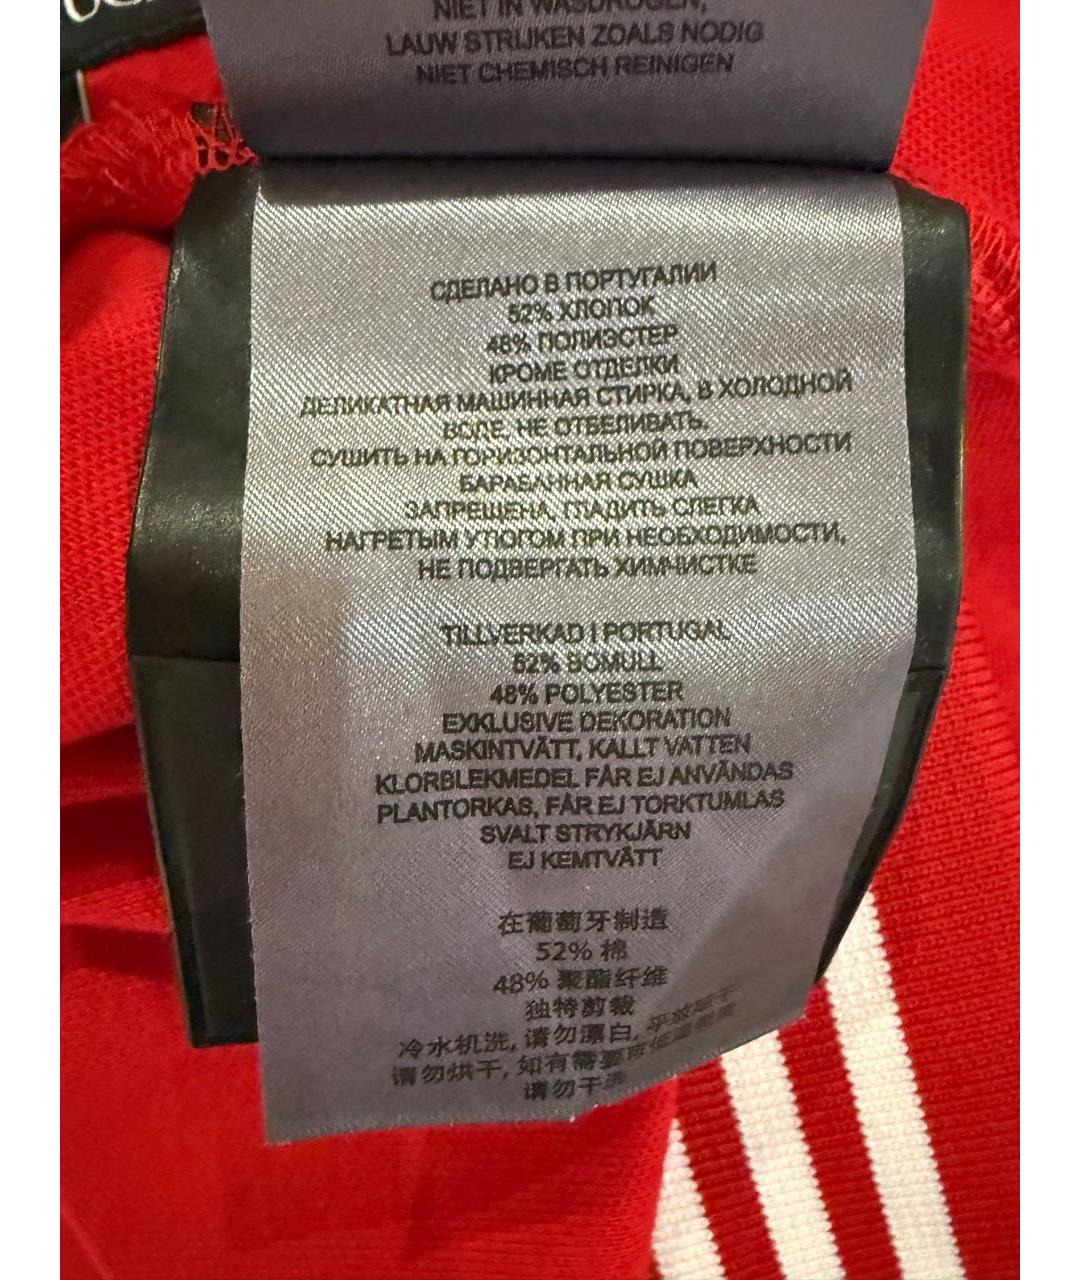 NIET IN WASDROGEN,
LAUW STRIJKEN ZOALS NODIG
NIET CHEMISCH REINIGEN
СДЕЛАНО В ПОРТУГАЛИИ
52% ХЛОПОК
48% ПОЛИЭСТЕР
КРОМЕ ОТДЕЛКИ
ДЕЛИКАТНАЯ МАШИННАЯ СТИРКА, В ХОЛОДНОЙ
ВОДЕ. НЕ ОТБЕЛИВАТЬ.
СУШИТЬ НА ГОРИЗОНТАЛЬНОЙ ПОВЕРХНОСТИ
БАРАБАННАЯ СУШКА
ЗАПРЕЩЕНА, ГЛАДИТЬ СЛЕГКА
НАГРЕТЫМ УТЮГОМ ПРИ НЕОБХОДИМОСТИ,
НЕ ПОДВЕРГАТЬ ХИМЧИСТКЕ
TILLVERKAD I PORTUGAL
52% BOMULL
48% POLYESTER
EXKLUSIVE DEKORATION
MASKINTVÄTT, KALLT VATTEN
KLORBLEKMEDEL FÅR EJ ANVÄNDAS
PLANTORKAS, FÅR EJ TORKTUMLAS
SVALT STRYKJÄRN
EJ KEMTVÄTT
在葡萄牙制造
52% 棉
48% 聚酯纤维
独特剪裁
冷水机洗, 请勿漂白,
请勿烘干, 如有需要可低温
请勿干洗